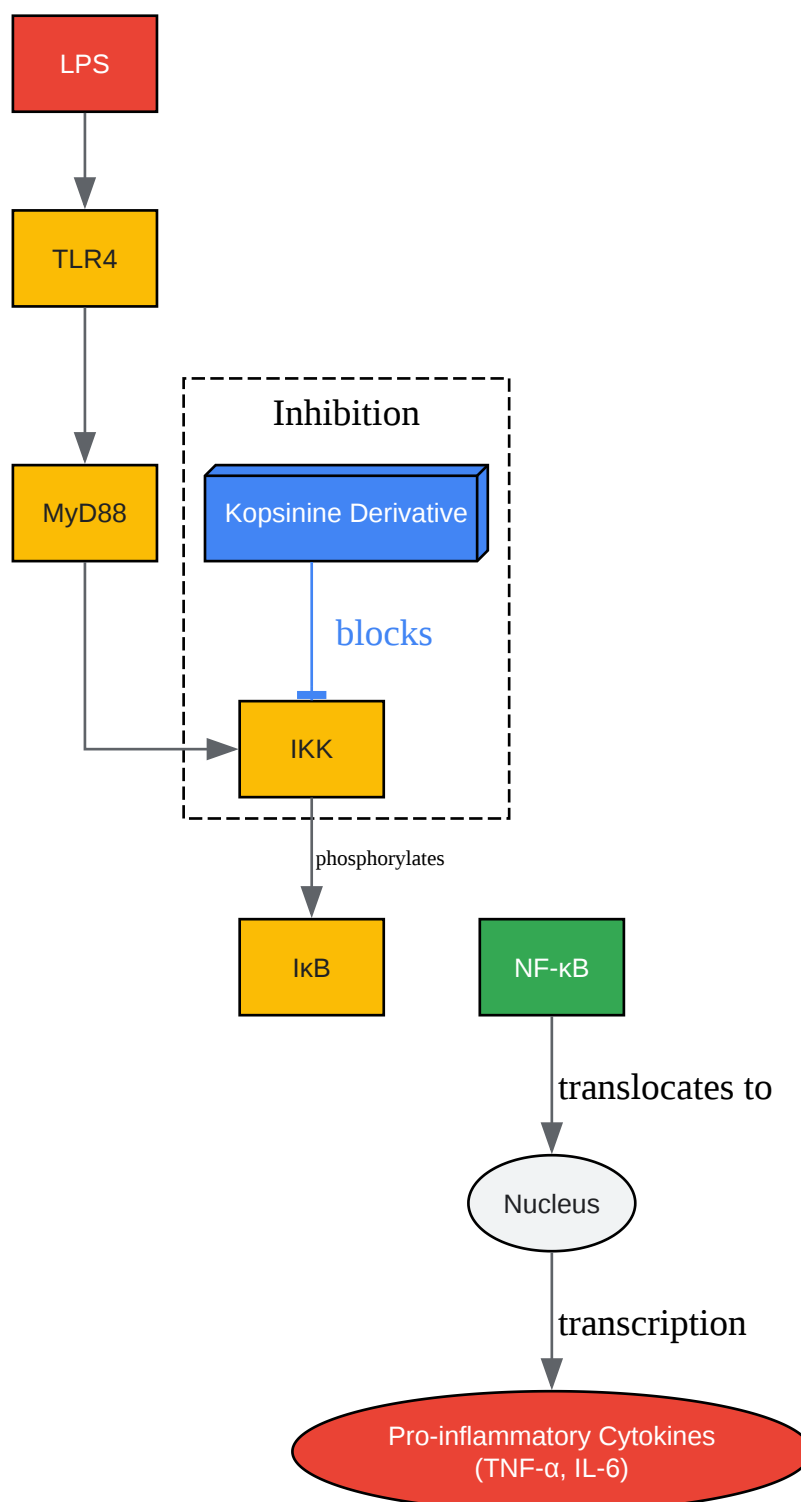 LPS
TLR4
Inhibition
MyD88
Kopsinine Derivative
blocks
IKK
phosphorylates
IκB
NF-κB
translocates to
Nucleus
transcription
Pro-inflammatory Cytokines
(TNF-α, IL-6)